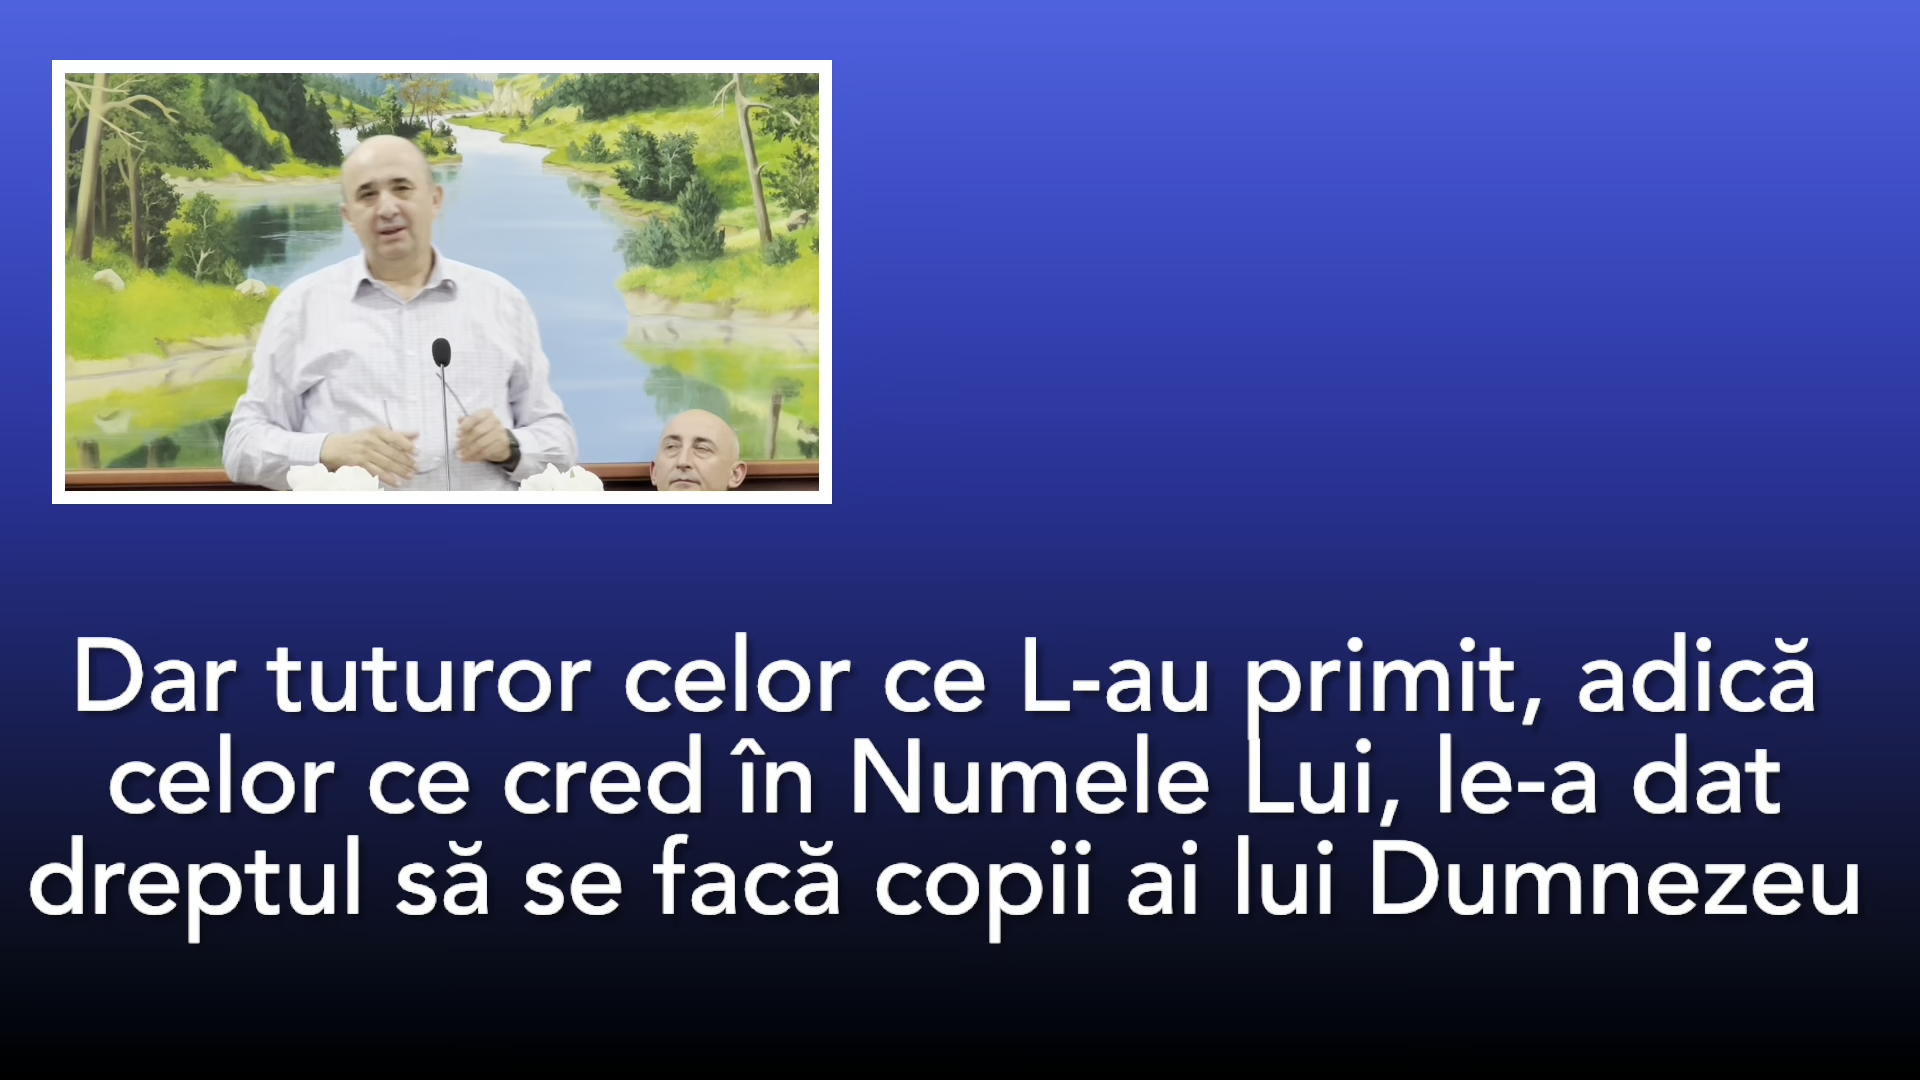 Dar tuturor celor ce L-au primit, adică
celor ce cred în Numele Lui, le-a dat
dreptul să se facă copii ai lui Dumnezeu